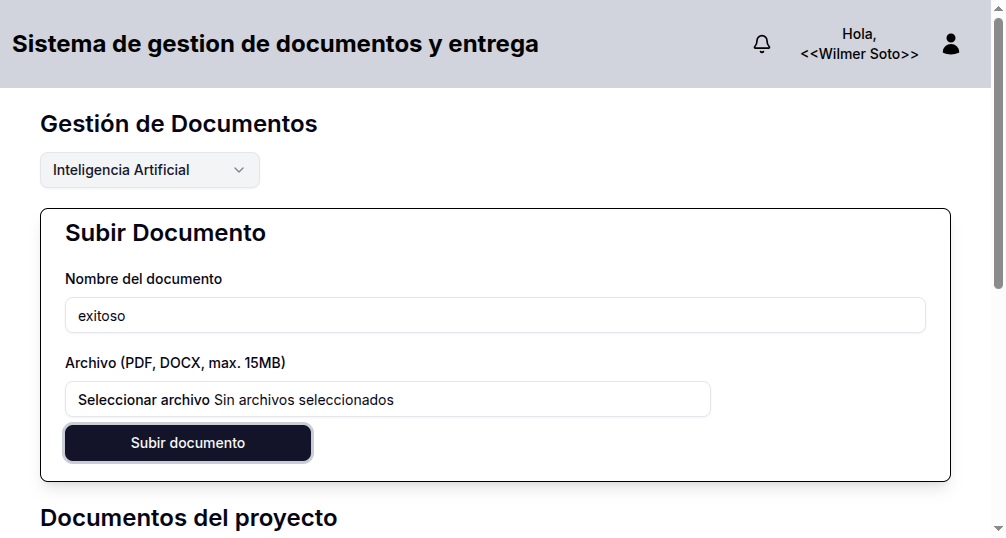 Sistema de gestion de documentos y entrega
Hola,
<<Wilmer Soto>>
Gestión de Documentos
Inteligencia Artificial
Subir Documento
Nombre del documento
exitoso
Archivo (PDF, DOCX, max. 15MB)
Seleccionar archivo Sin archivos seleccionados
Subir documento
Documentos del proyecto